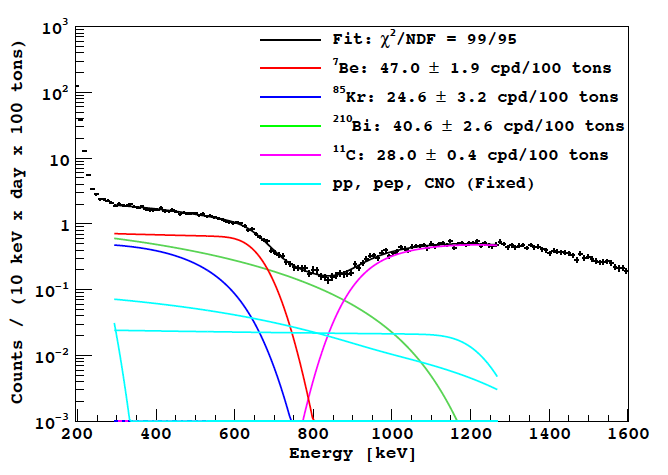 10³
10²
10
1
10⁻¹
10⁻²
10⁻³
Counts / (10 keV x day x 100 tons)
Fit: χ²/NDF = 99/95
⁷Be: 47.0 ± 1.9 cpd/100 tons
⁸⁵Kr: 24.6 ± 3.2 cpd/100 tons
²¹⁰Bi: 40.6 ± 2.6 cpd/100 tons
¹¹C: 28.0 ± 0.4 cpd/100 tons
pp, pep, CNO (Fixed)
200 400 600 800 1000 1200 1400 1600
Energy [keV]